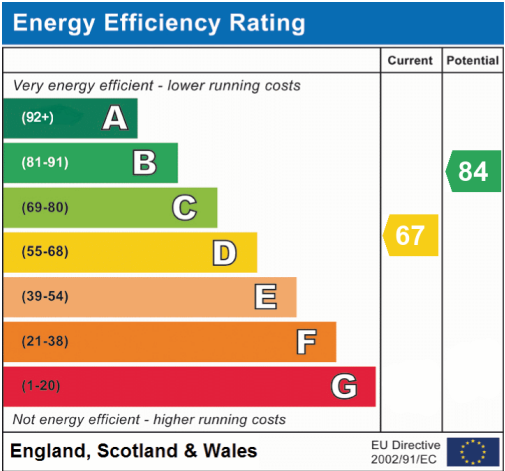 Energy Efficiency Rating
Current Potential
Very energy efficient - lower running costs
(92+) A
(81-91) B
84
(69-80) C
(55-68) D
67
(39-54) E
(21-38) F
(1-20) G
Not energy efficient - higher running costs
England, Scotland & Wales
EU Directive
2002/91/EC